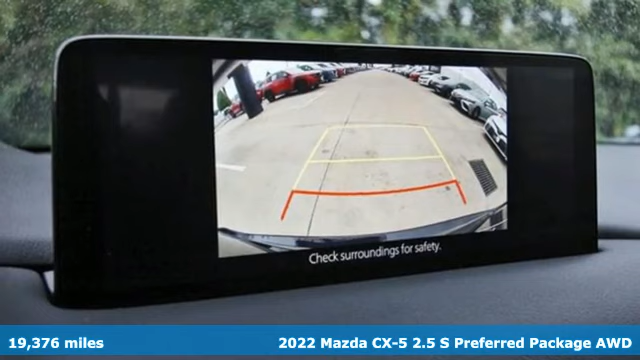 Check surroundings for safety.
19,376 miles
2022 Mazda CX-5 2.5 S Preferred Package AWD